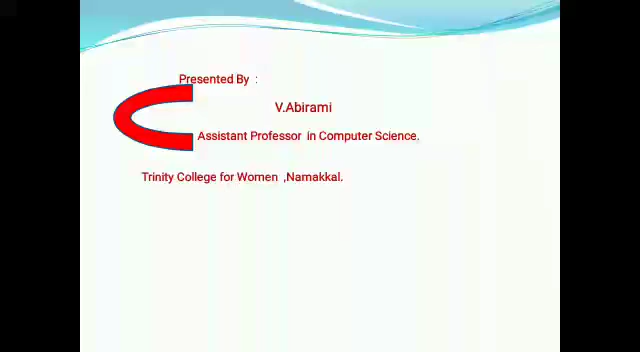 Presented By :
V.Abirami
Assistant Professor in Computer Science.
Trinity College for Women ,Namakkal.